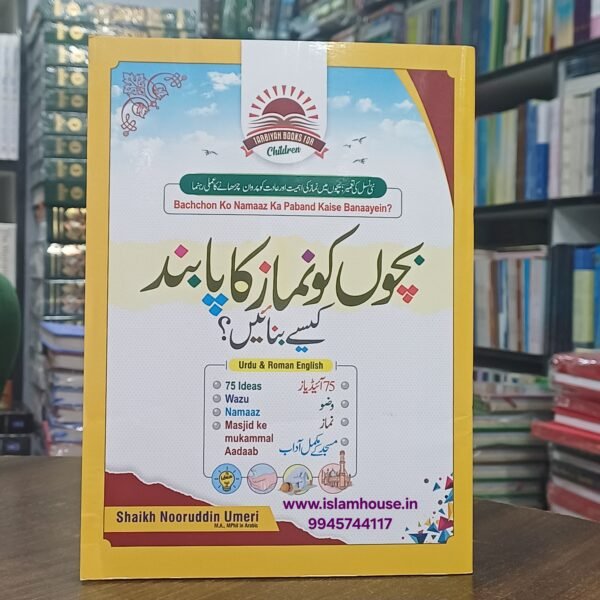 TARBIYAH BOOKS FOR
Children
نئی نسل کی تعمیر: بچوں میں نماز کی اہمیت اور عادت کو پروان چڑھانے کا عملی رہنما
Bachchon Ko Namaaz Ka Paband Kaise Banaayein?
بچوں کو نماز کا پابند
کیسے بنائیں؟
Urdu & Roman English
75 Ideas
Wazu
Namaaz
Masjid ke
mukammal
Aadaab
75 آئیڈیاز
وضو
نماز
مسجد کے مکمل آداب
www.islamhouse.in
9945744117
Shaikh Nooruddin Umeri
M.A., MPhil in Arabic